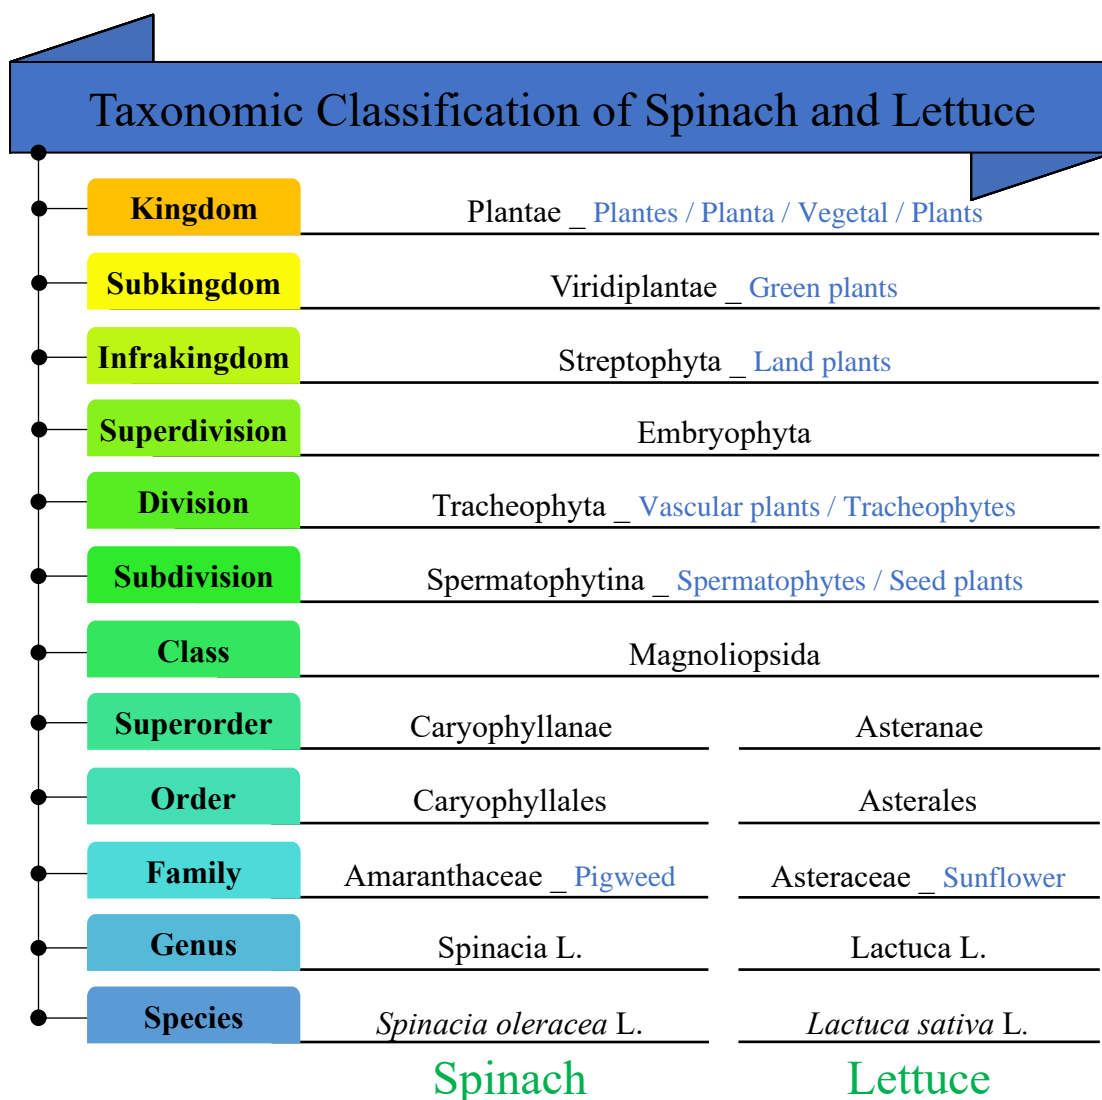 Taxonomic Classification of Spinach and Lettuce
Kingdom Plantae _ Plantes / Planta / Vegetal / Plants
Subkingdom Viridiplantae _ Green plants
Infrakingdom Streptophyta _ Land plants
Superdivision Embryophyta
Division Tracheophyta _ Vascular plants / Tracheophytes
Subdivision Spermatophytina _ Spermatophytes / Seed plants
Class Magnoliopsida
Superorder Caryophyllanae Asteranae
Order Caryophyllales Asterales
Family Amaranthaceae _ Pigweed Asteraceae _ Sunflower
Genus Spinacia L. Lactuca L.
Species Spinacia oleracea L. Lactuca sativa L.
Spinach Lettuce